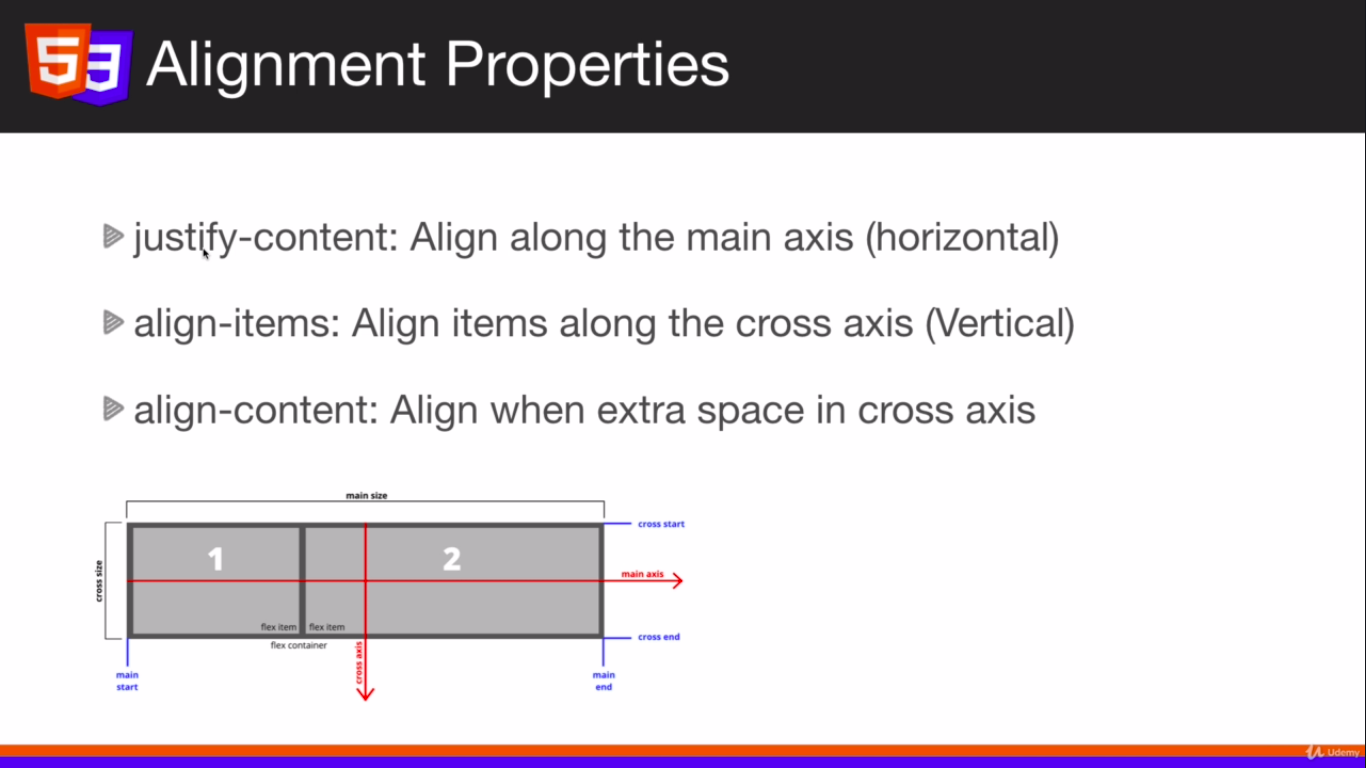 5 3 Alignment Properties
justify-content: Align along the main axis (horizontal)
align-items: Align items along the cross axis (Vertical)
align-content: Align when extra space in cross axis
main size
cross start
1
2
cross size
main axis
flex item
flex item
cross end
flex container
cross axis
main
start
main
end
Udemy